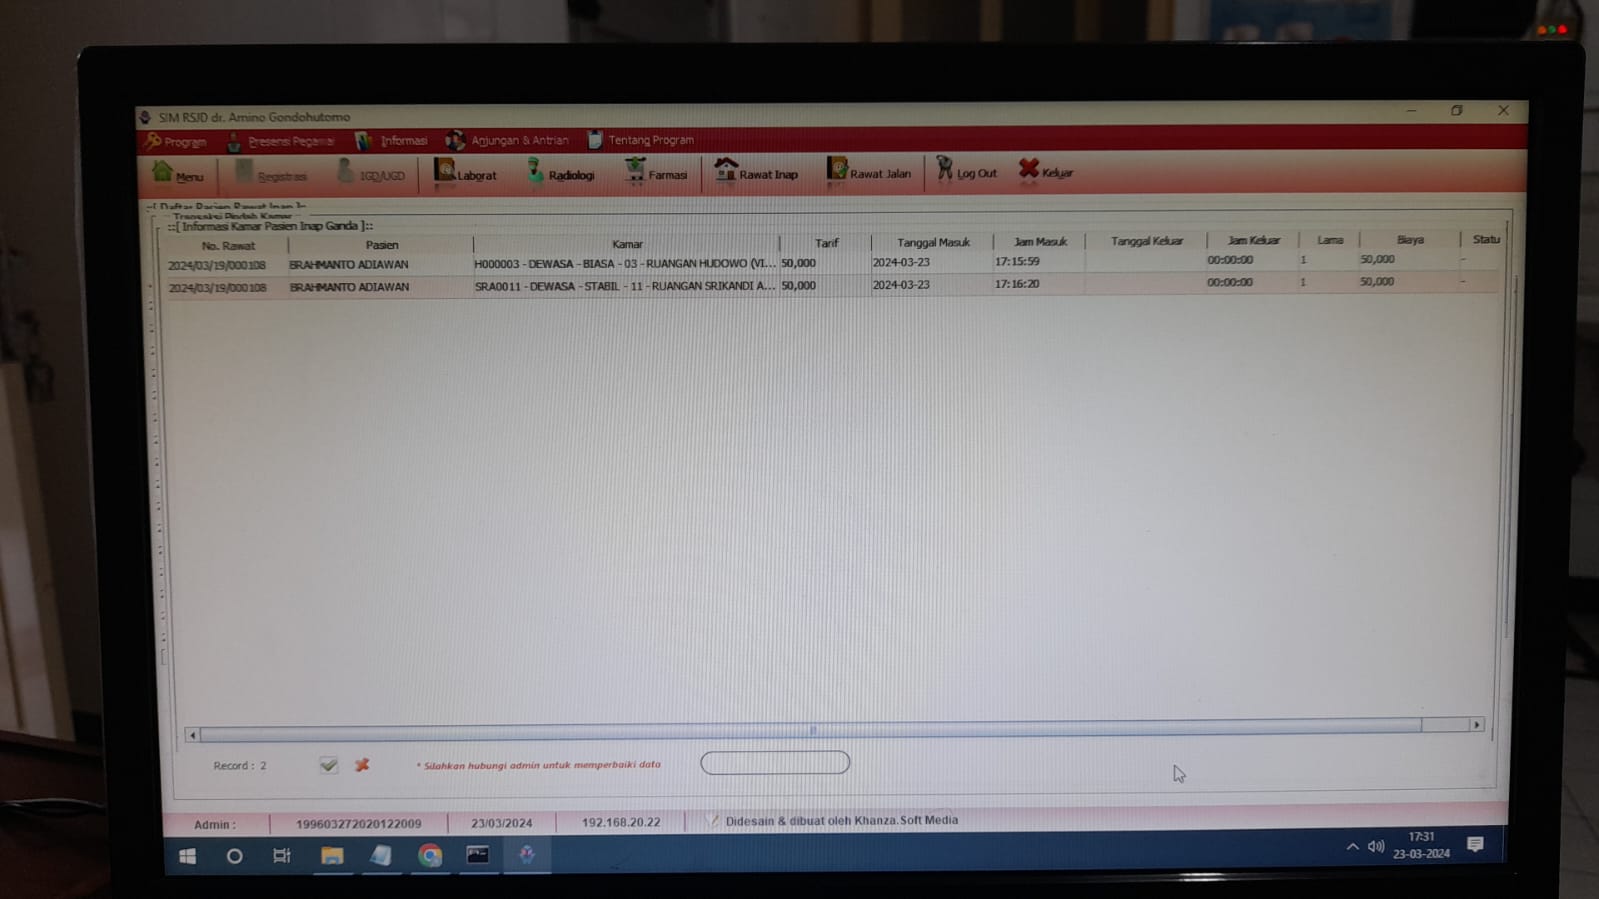 SIM RSJD dr. Amino Gondohutomo
Program Presensi Pegawai Informasi Anjungan & Antrian Tentang Program
Menu Registrasi IGD/UGD Laborat Radiologi Farmasi Rawat Inap Rawat Jalan Log Out Keluar
::[ Daftar Pasien Rawat Inap ]::
Transaksi Pindah Kamar
::[ Informasi Kamar Pasien Inap Ganda ]::
No. Rawat Pasien Kamar Tarif Tanggal Masuk Jam Masuk Tanggal Keluar Jam Keluar Lama Biaya Statu
2024/03/19/000108 BRAHMANTO ADIAWAN H000003 - DEWASA - BIASA - 03 - RUANGAN HUDOWO (VI... 50,000 2024-03-23 17:15:59 00:00:00 1 50,000 -
2024/03/19/000108 BRAHMANTO ADIAWAN SRA0011 - DEWASA - STABIL - 11 - RUANGAN SRIKANDI A... 50,000 2024-03-23 17:16:20 00:00:00 1 50,000 -
Record : 2 * Silahkan hubungi admin untuk memperbaiki data
Admin : 199603272020122009 23/03/2024 192.168.20.22 Didesain & dibuat oleh Khanza.Soft Media
17:31
23-03-2024